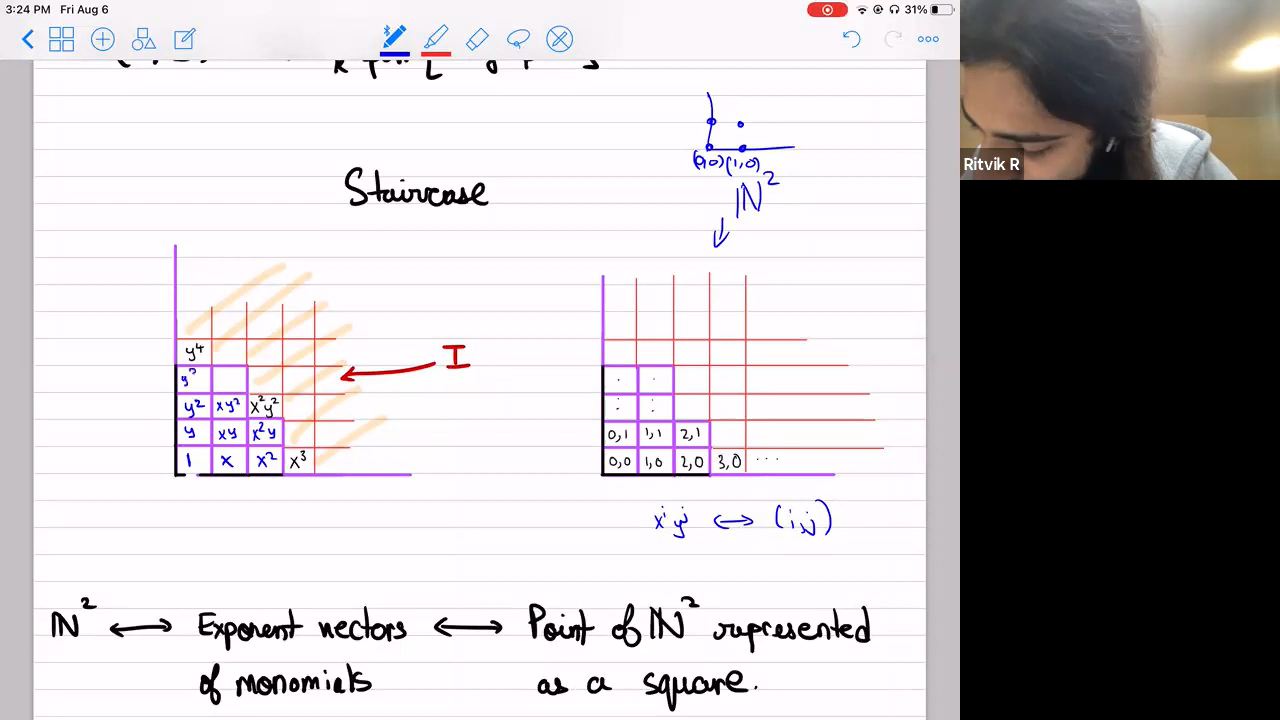 3:24 PM Fri Aug 6
31%
Ritvik R
(0,0) (1,0)
ℕ²
Staircase
I
y⁴
y³
y² xy² x²y²
y xy x²y
1 x x² x³
0,1 1,1 2,1
0,0 1,0 2,0 3,0 ...
xⁱyʲ ↔ (i,j)
ℕ² ↔ Exponent vectors ↔ Point of ℕ² represented
of monomials as a square.